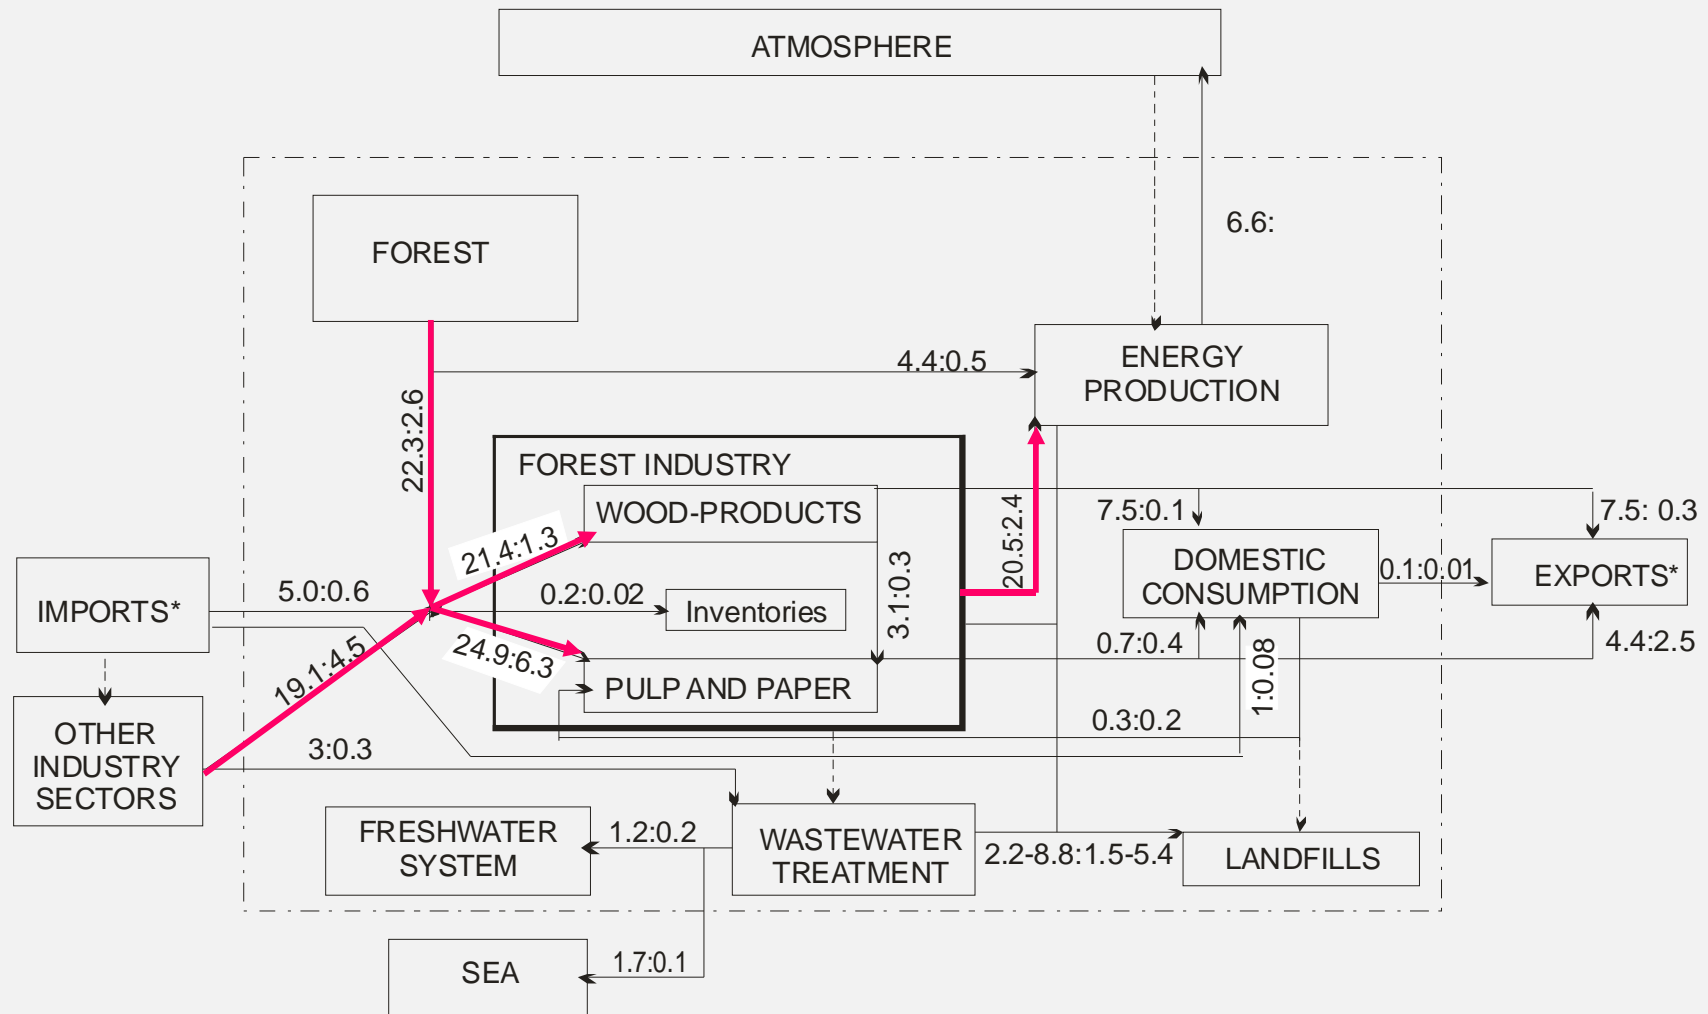 ATMOSPHERE
6.6:
FOREST
4.4:0.5
ENERGY
PRODUCTION
22.3:2.6
FOREST INDUSTRY
WOOD-PRODUCTS
21.4:1.3
20.5:2.4
7.5:0.1
7.5: 0.3
IMPORTS*
5.0:0.6
0.2:0.02
Inventories
3.1:0.3
DOMESTIC
CONSUMPTION
0.1:0.01
EXPORTS*
24.9:6.3
PULP AND PAPER
0.7:0.4
1:0.08
4.4:2.5
19.1:4.5
OTHER
INDUSTRY
SECTORS
3:0.3
0.3:0.2
FRESHWATER
SYSTEM
1.2:0.2
WASTEWATER
TREATMENT
2.2-8.8:1.5-5.4
LANDFILLS
SEA
1.7:0.1